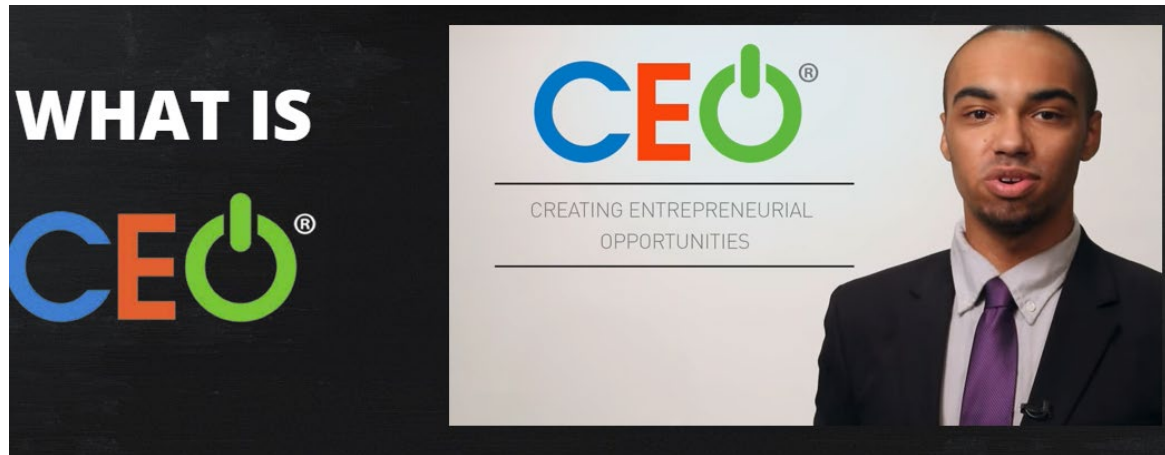 WHAT IS
CEO®
CEO®
CREATING ENTREPRENEURIAL
OPPORTUNITIES